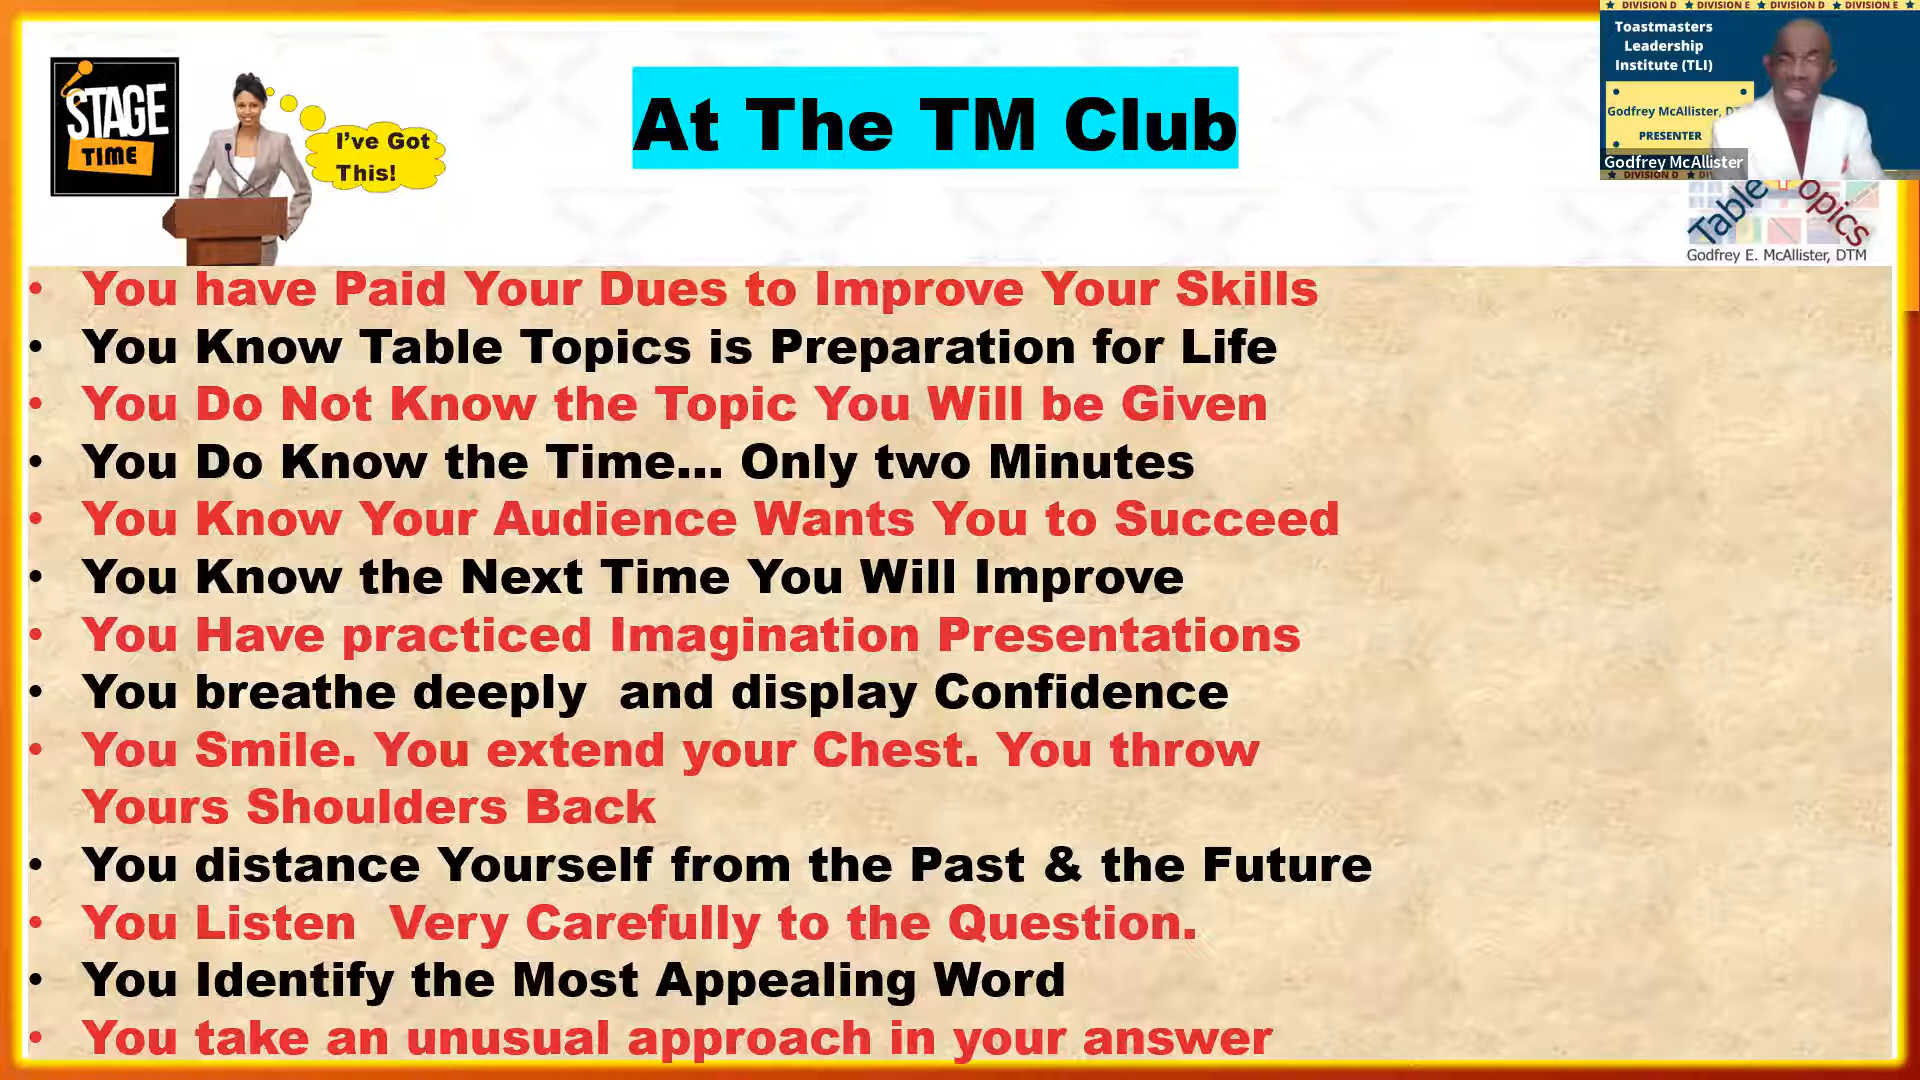 ★ DIVISION D ★ DIVISION E ★ DIVISION D ★ DIVISION E ★
Toastmasters
Leadership
Institute (TLI)
Godfrey McAllister,
PRESENTER
Godfrey McAllister
★ DIVISION D ★
STAGE
TIME
I’ve Got
This!
At The TM Club
Table opics
Godfrey E. McAllister, DTM
• You have Paid Your Dues to Improve Your Skills
• You Know Table Topics is Preparation for Life
• You Do Not Know the Topic You Will be Given
• You Do Know the Time... Only two Minutes
• You Know Your Audience Wants You to Succeed
• You Know the Next Time You Will Improve
• You Have practiced Imagination Presentations
• You breathe deeply and display Confidence
• You Smile. You extend your Chest. You throw
Yours Shoulders Back
• You distance Yourself from the Past & the Future
• You Listen Very Carefully to the Question.
• You Identify the Most Appealing Word
• You take an unusual approach in your answer